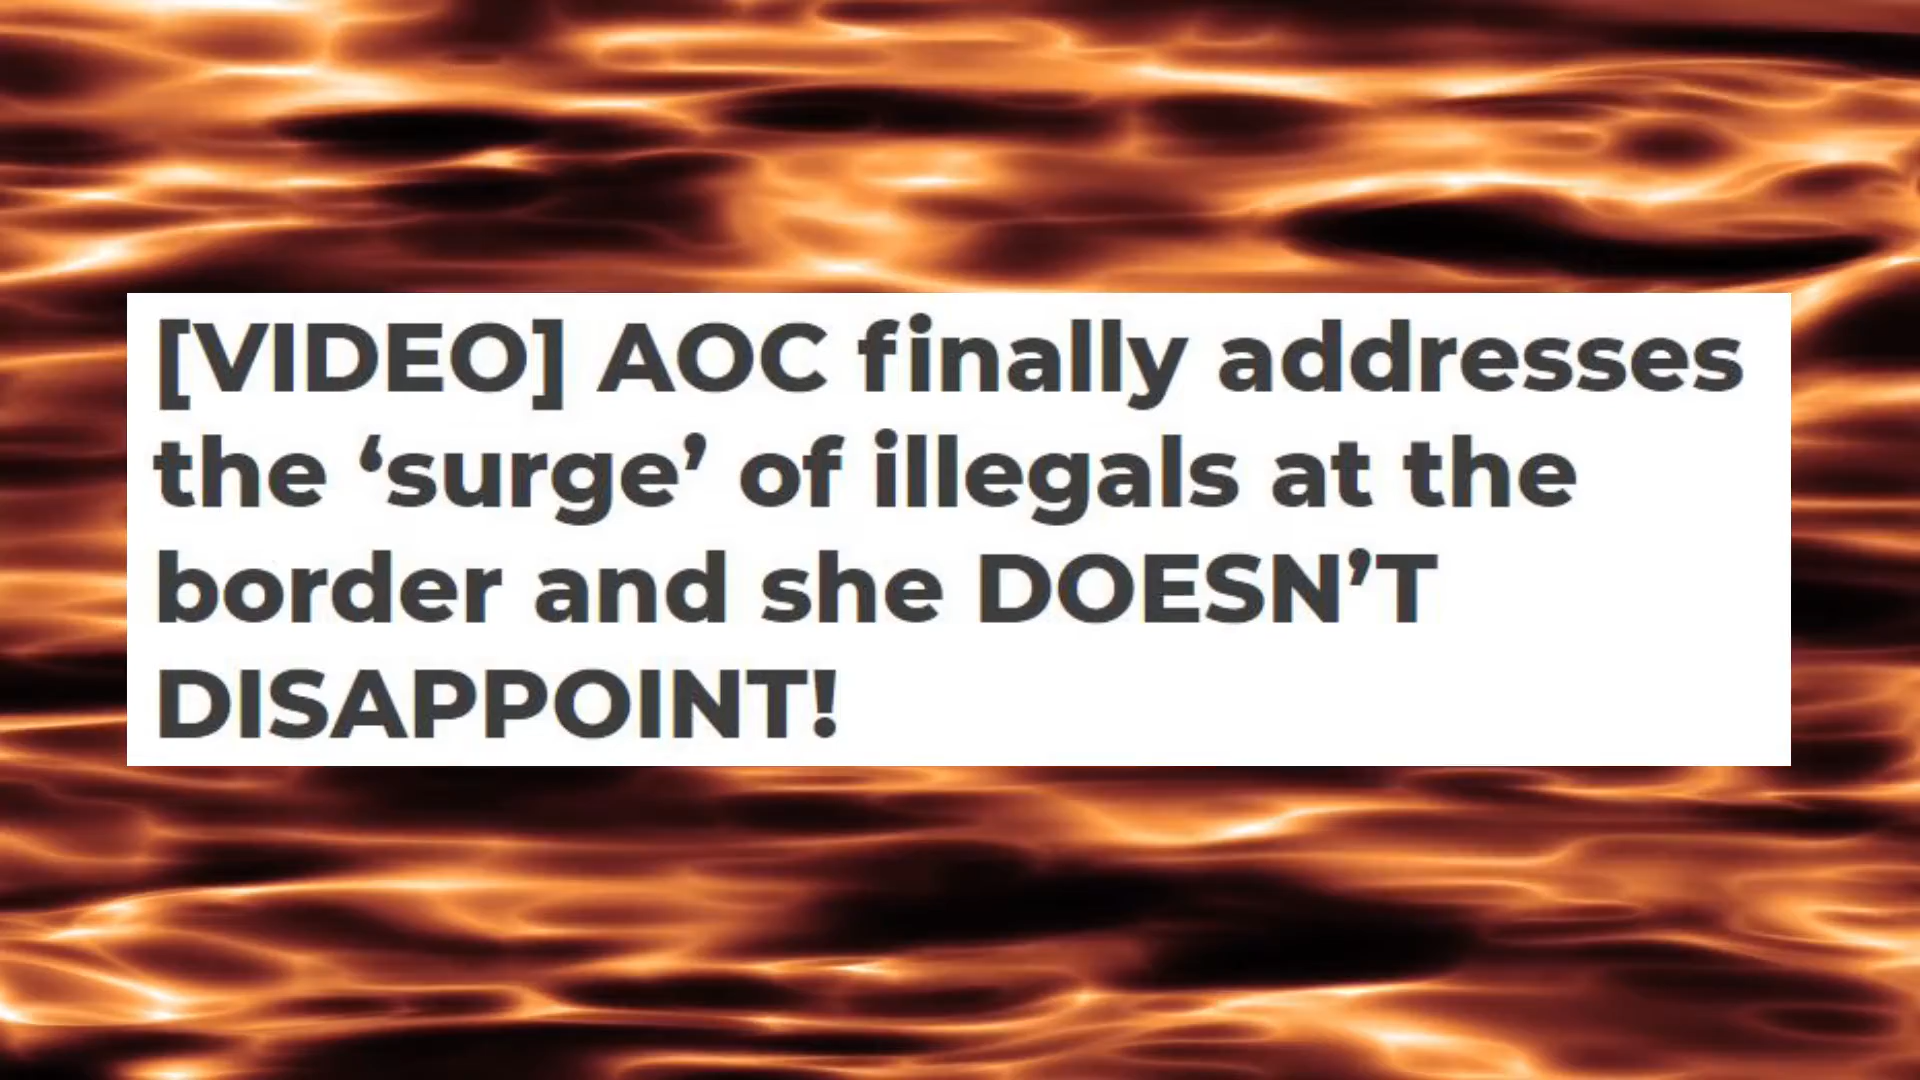 [VIDEO] AOC finally addresses
the ‘surge’ of illegals at the
border and she DOESN’T
DISAPPOINT!